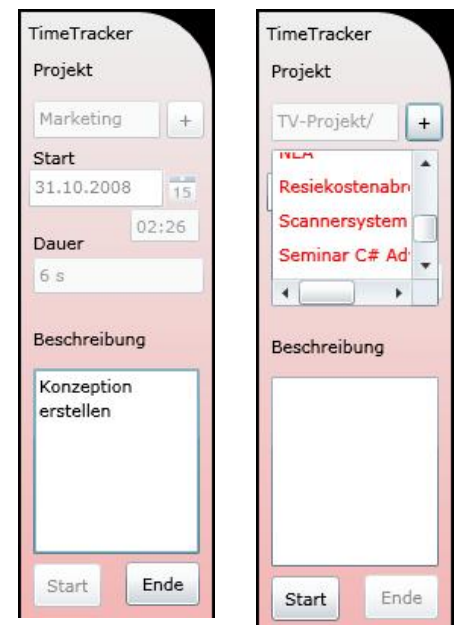 TimeTracker
Projekt
Marketing +
Start
31.10.2008 15
02:26
Dauer
6 s
Beschreibung
Konzeption
erstellen
Start Ende
TimeTracker
Projekt
TV-Projekt/ +
NLA
Resiekostenabr
Scannersystem
Seminar C# Ad
Beschreibung
Start Ende